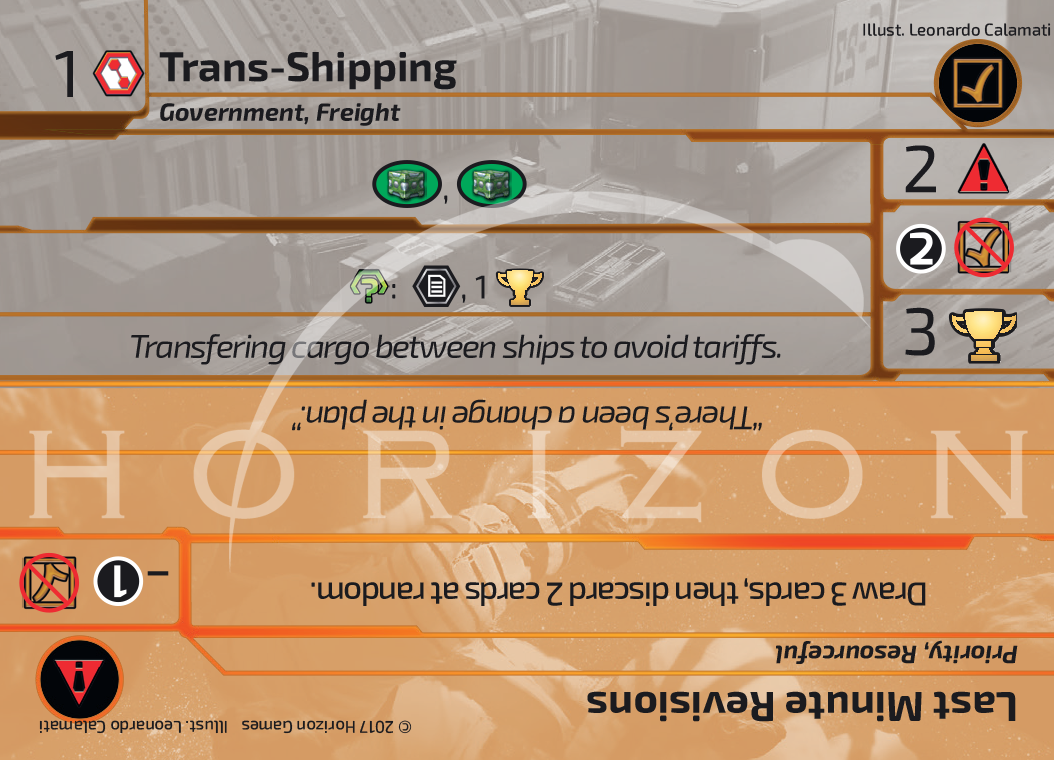 Illust. Leonardo Calamati
1 Trans-Shipping
Government, Freight
2
,
2
: , 1
3
Transfering cargo between ships to avoid tariffs.
HORIZON
Last Minute Revisions
Priority, Resourceful
Draw 3 cards, then discard 2 cards at random.
–1
“There’s been a change in the plan.”
© 2017 Horizon Games Illust. Leonardo Calamati